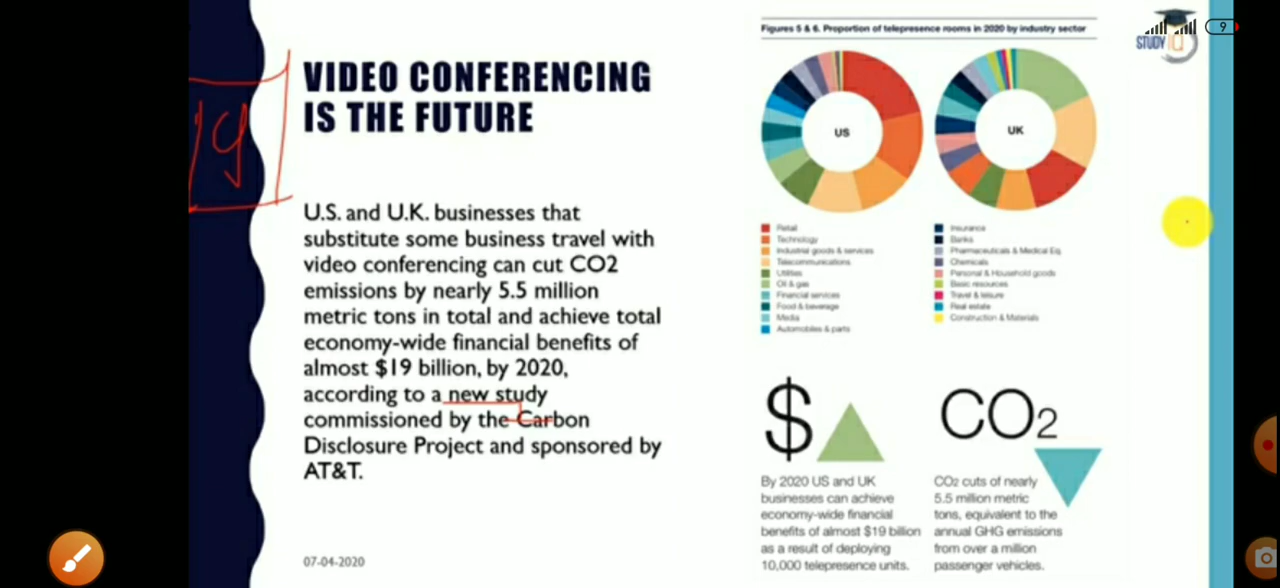 VIDEO CONFERENCING
IS THE FUTURE
U.S. and U.K. businesses that
substitute some business travel with
video conferencing can cut CO2
emissions by nearly 5.5 million
metric tons in total and achieve total
economy-wide financial benefits of
almost $19 billion, by 2020,
according to a new study
commissioned by the Carbon
Disclosure Project and sponsored by
AT&T.
07-04-2020
Figures 5 & 6. Proportion of telepresence rooms in 2020 by industry sector
US
UK
Retail
Technology
Industrial goods & services
Telecommunications
Utilities
Oil & gas
Financial services
Food & beverage
Media
Automobiles & parts
Insurance
Banks
Pharmaceuticals & Medical Eq.
Chemicals
Personal & Household goods
Basic resources
Travel & leisure
Real estate
Construction & Materials
$
By 2020 US and UK
businesses can achieve
economy-wide financial
benefits of almost $19 billion
as a result of deploying
10,000 telepresence units.
CO2
CO2 cuts of nearly
5.5 million metric
tons, equivalent to the
annual GHG emissions
from over a million
passenger vehicles.
STUDY IQ
9